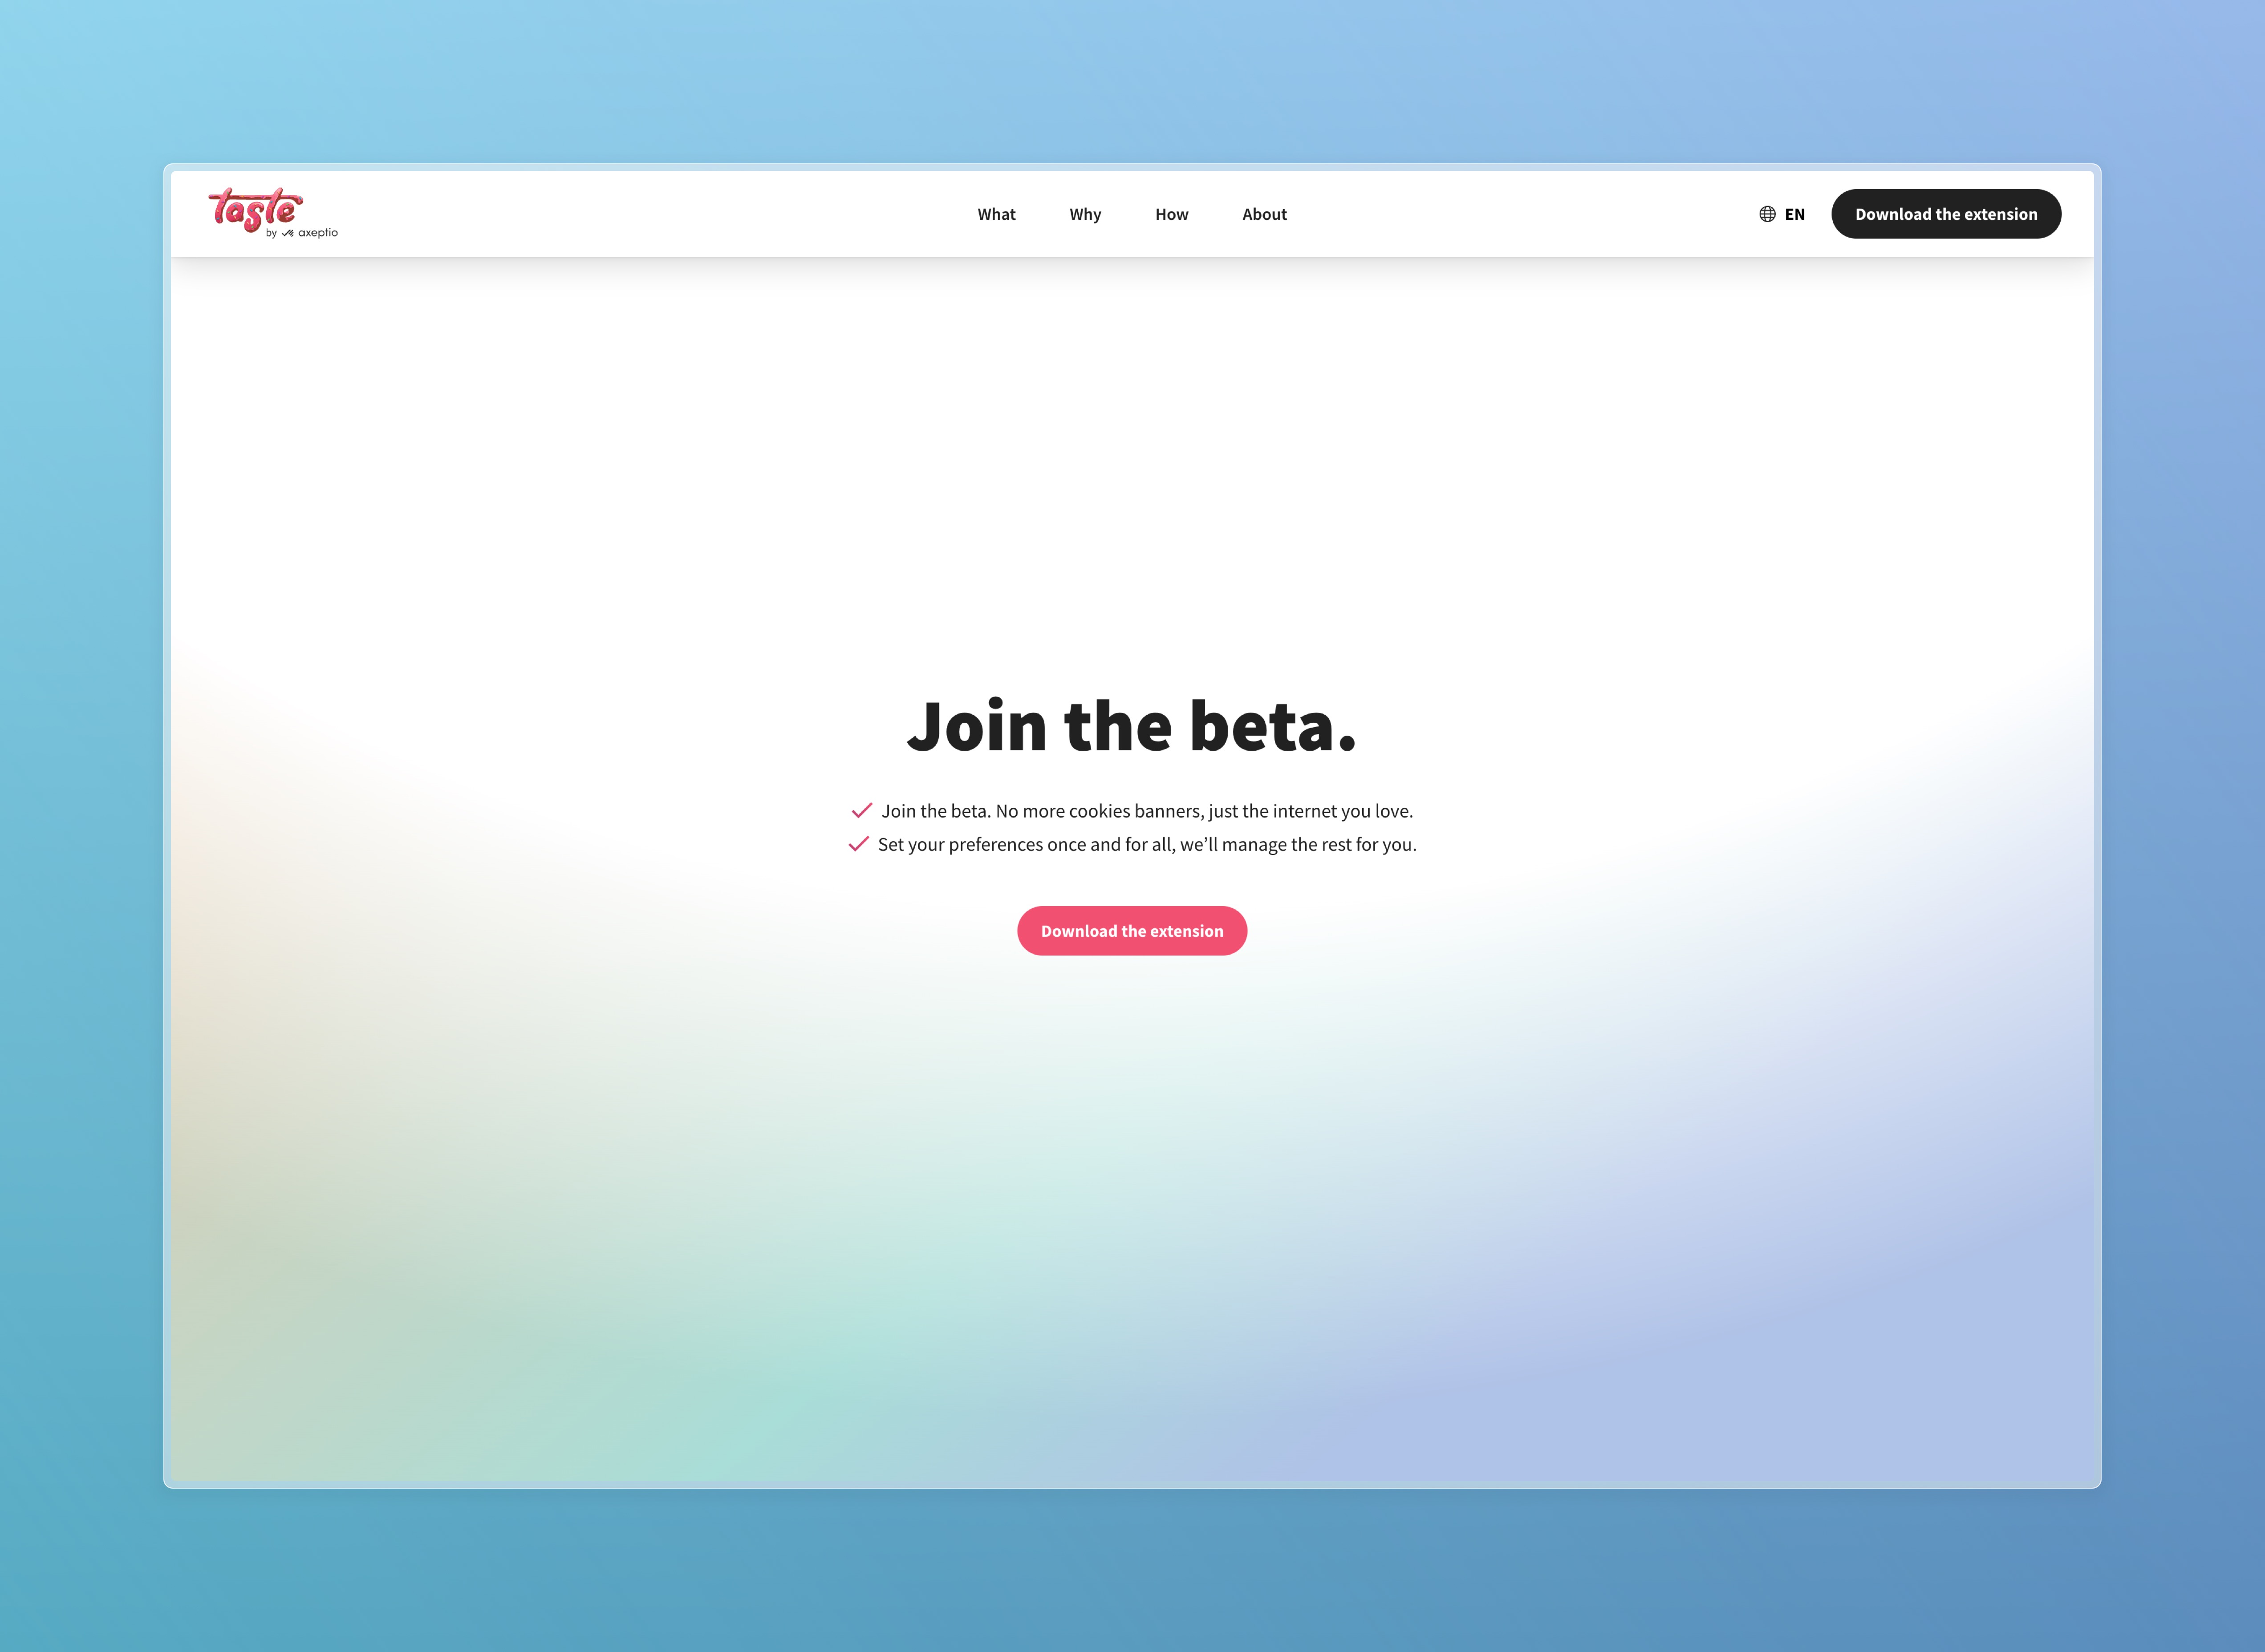 taste
by axeptio
What
Why
How
About
EN
Download the extension
Join the beta.
Join the beta. No more cookies banners, just the internet you love.
Set your preferences once and for all, we’ll manage the rest for you.
Download the extension